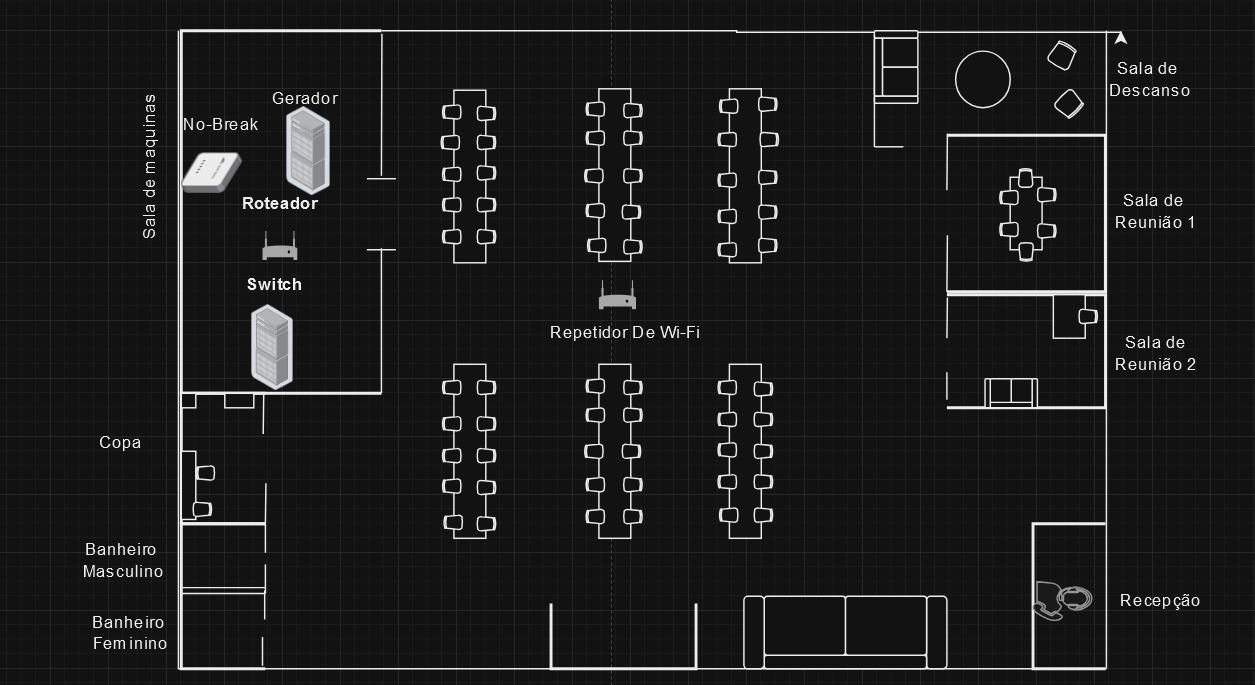 Gerador
No-Break
Sala de maquinas
Roteador
Switch
Repetidor De Wi-Fi
Sala de
Descanso
Sala de
Reunião 1
Sala de
Reunião 2
Copa
Banheiro
Masculino
Banheiro
Feminino
Recepção